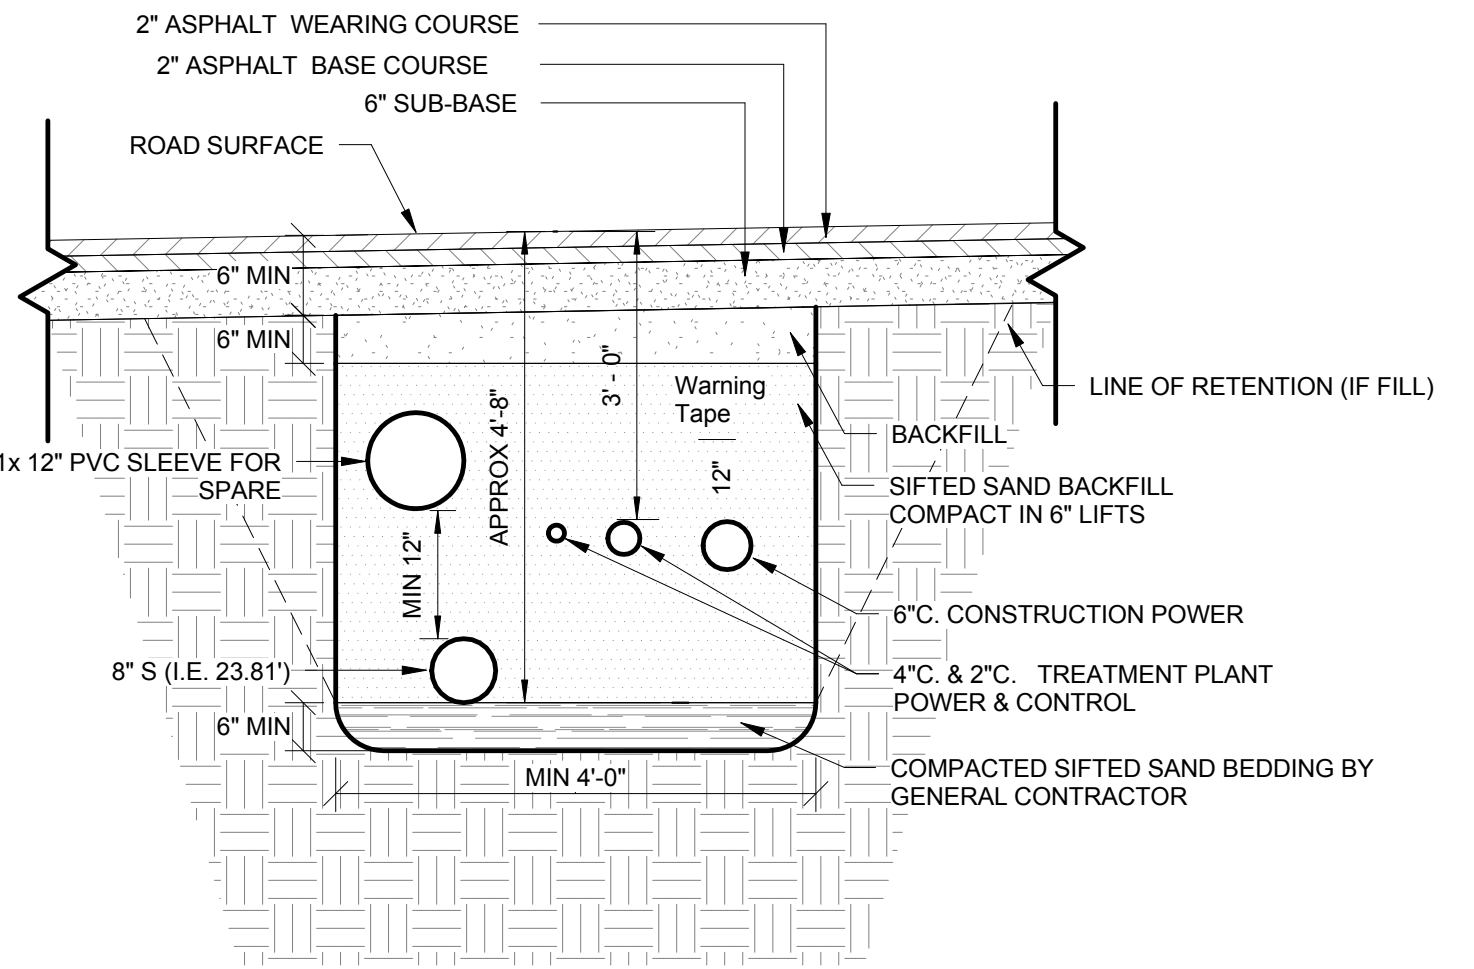 2" ASPHALT  WEARING COURSE
2" ASPHALT  BASE COURSE
6" SUB-BASE
ROAD SURFACE
6" MIN
6" MIN
3' - 0"
Warning
Tape
LINE OF RETENTION (IF FILL)
APPROX 4'-8"
BACKFILL
1x 12" PVC SLEEVE FOR
SPARE
12"
SIFTED SAND BACKFILL
COMPACT IN 6" LIFTS
MIN 12"
6"C. CONSTRUCTION POWER
8" S (I.E. 23.81')
4"C. & 2"C.   TREATMENT PLANT
POWER & CONTROL
6" MIN
MIN 4'-0"
COMPACTED SIFTED SAND BEDDING BY
GENERAL CONTRACTOR